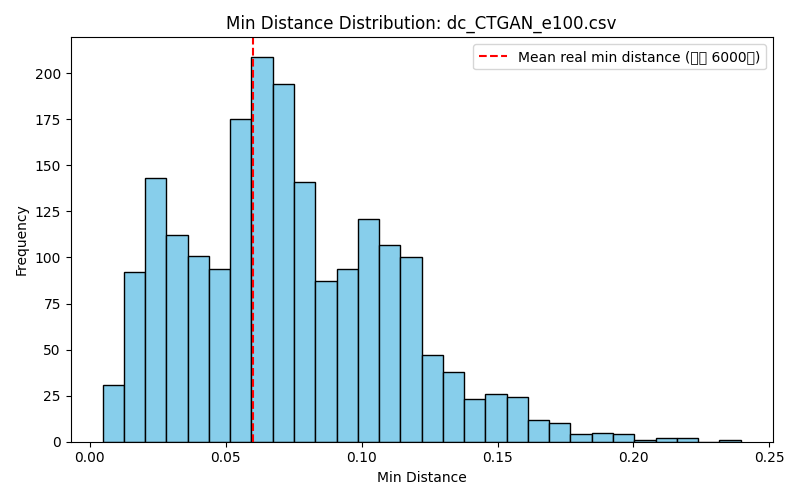 Min Distance Distribution: dc_CTGAN_e100.csv
Mean real min distance ( 6000)
Frequency
200
175
150
125
100
75
50
25
0
0.00 0.05 0.10 0.15 0.20 0.25
Min Distance